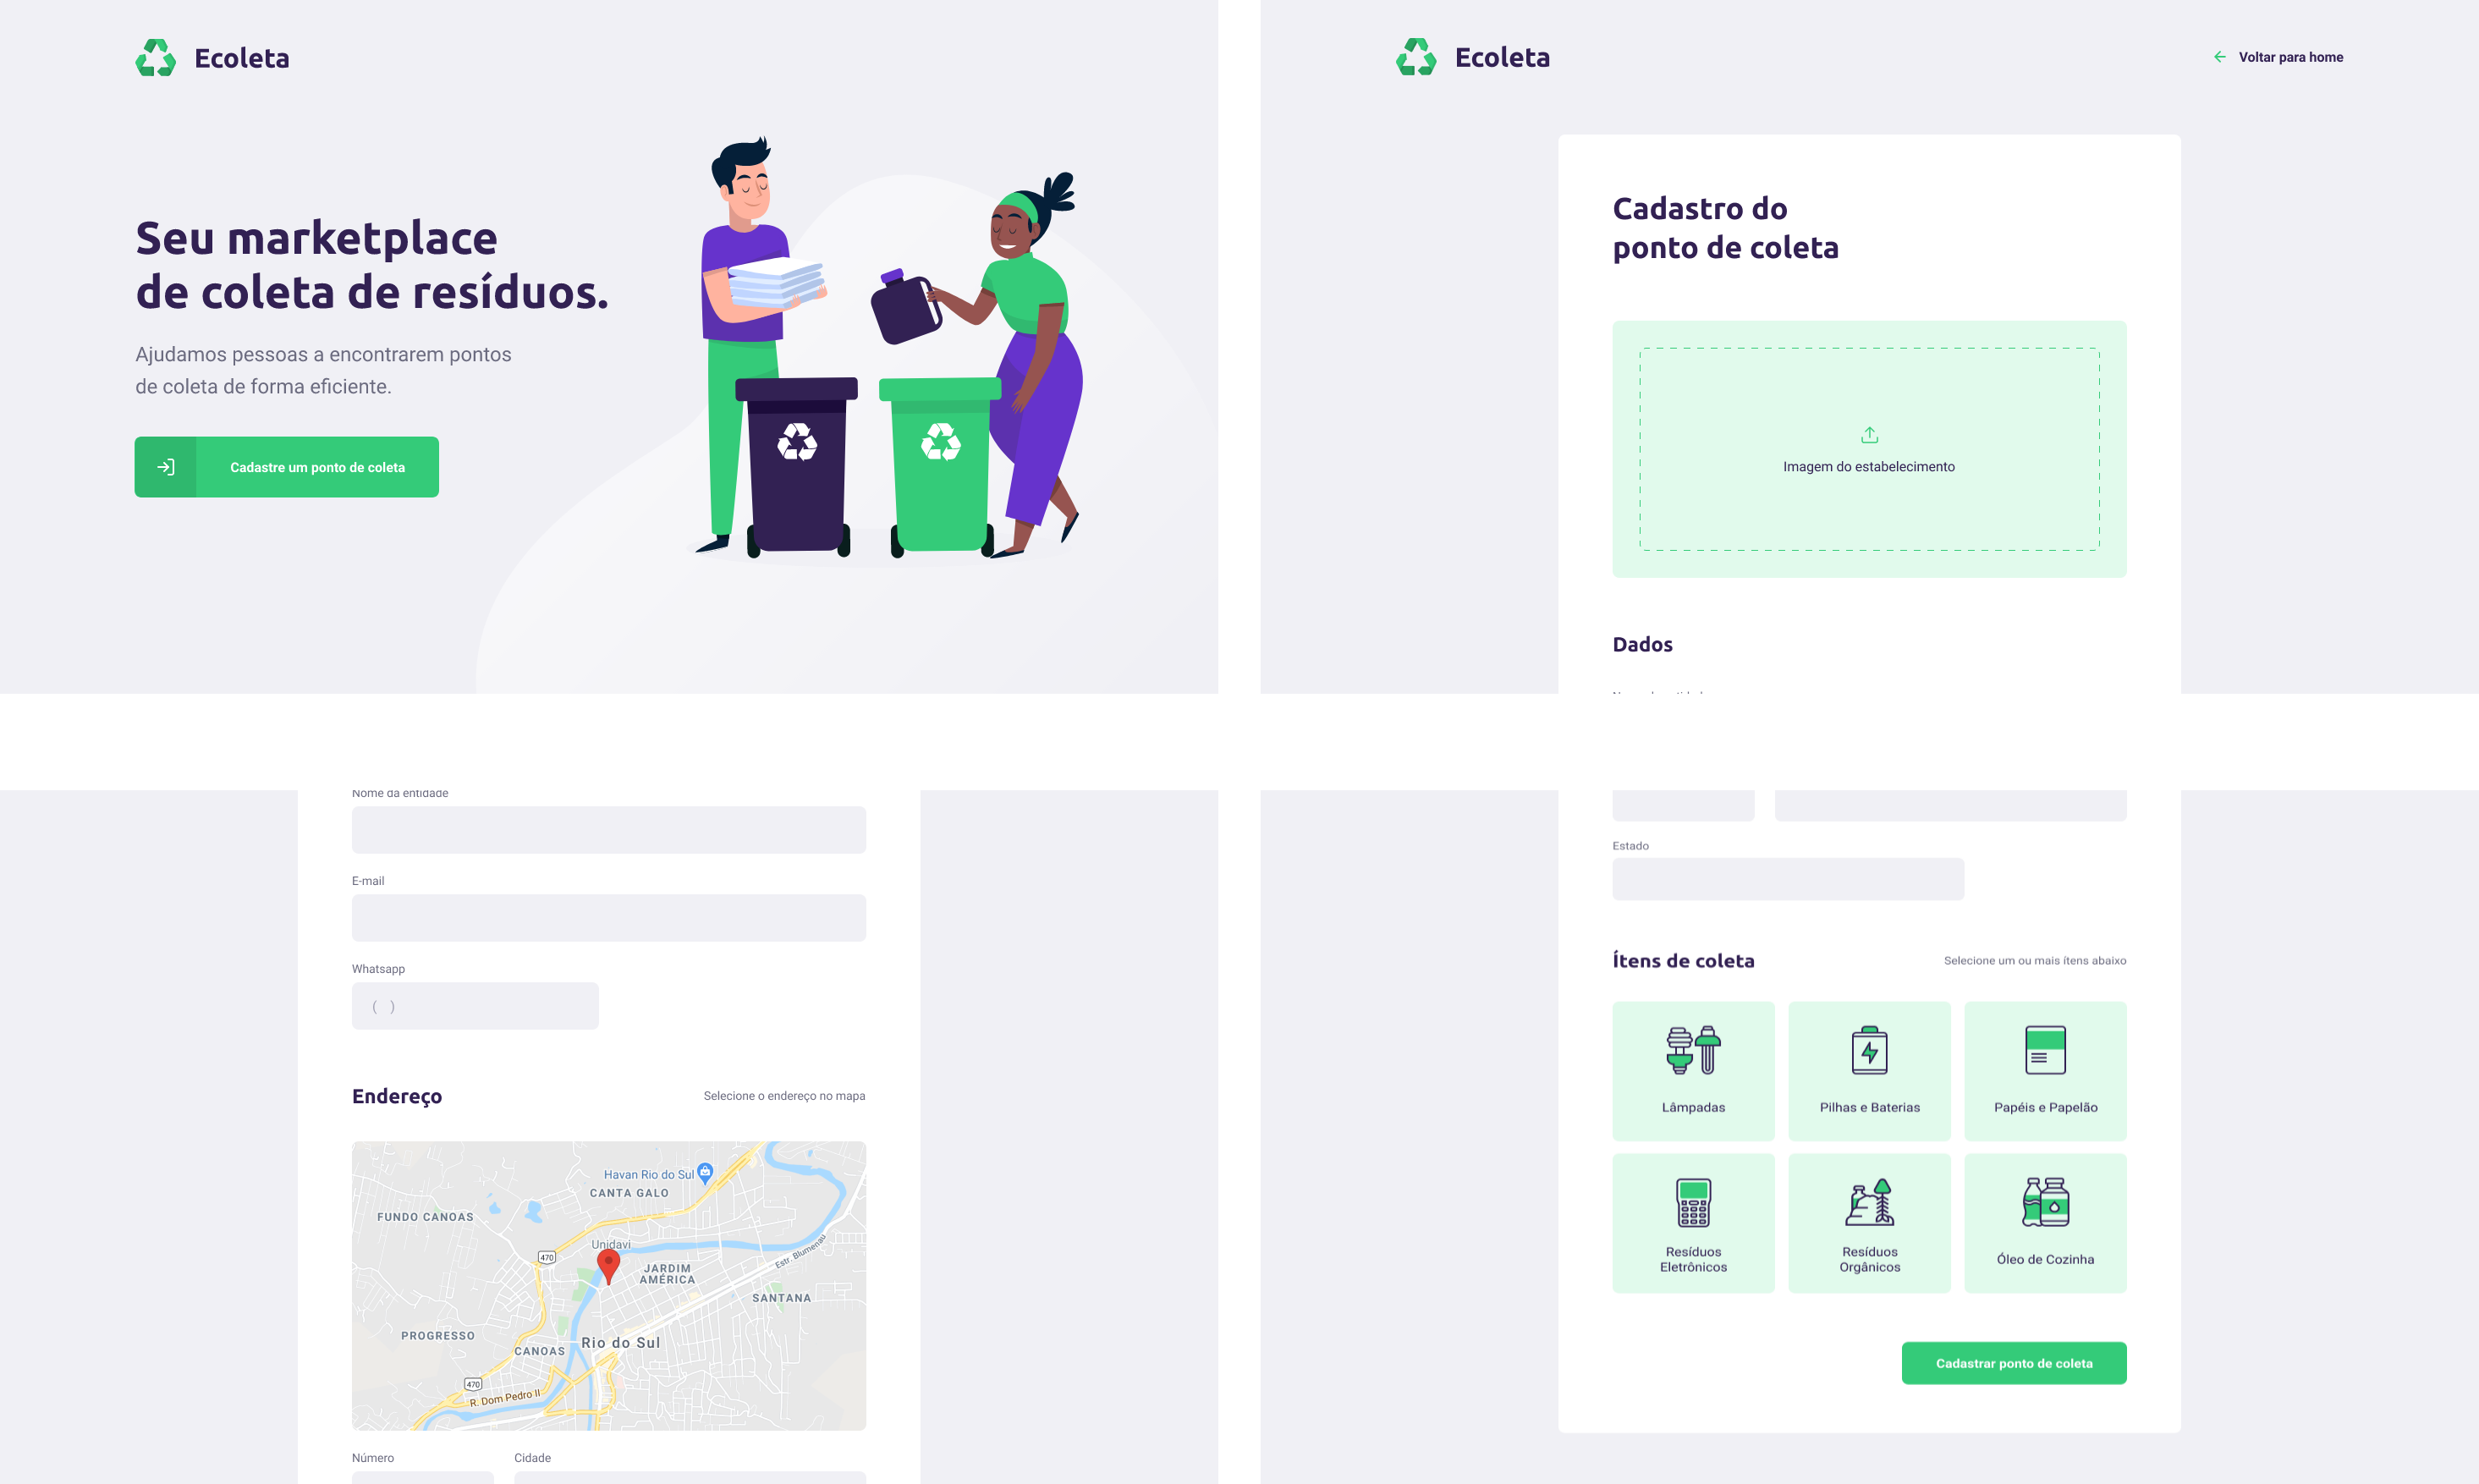 Ecoleta
Seu marketplace
de coleta de resíduos.
Ajudamos pessoas a encontrarem pontos
de coleta de forma eficiente.
Cadastre um ponto de coleta
Ecoleta
Voltar para home
Cadastro do
ponto de coleta
Imagem do estabelecimento
Dados
Nome da entidade
E-mail
Whatsapp
( )
Endereço
Selecione o endereço no mapa
Havan Rio do Sul
CANTA GALO
FUNDO CANOAS
Unidavi
470
Estr. Blumenau
JARDIM
AMÉRICA
SANTANA
PROGRESSO
Rio do Sul
CANOAS
470
R. Dom Pedro II
Número
Cidade
Estado
Ítens de coleta
Selecione um ou mais ítens abaixo
Lâmpadas
Pilhas e Baterias
Papéis e Papelão
Resíduos
Eletrônicos
Resíduos
Orgânicos
Óleo de Cozinha
Cadastrar ponto de coleta